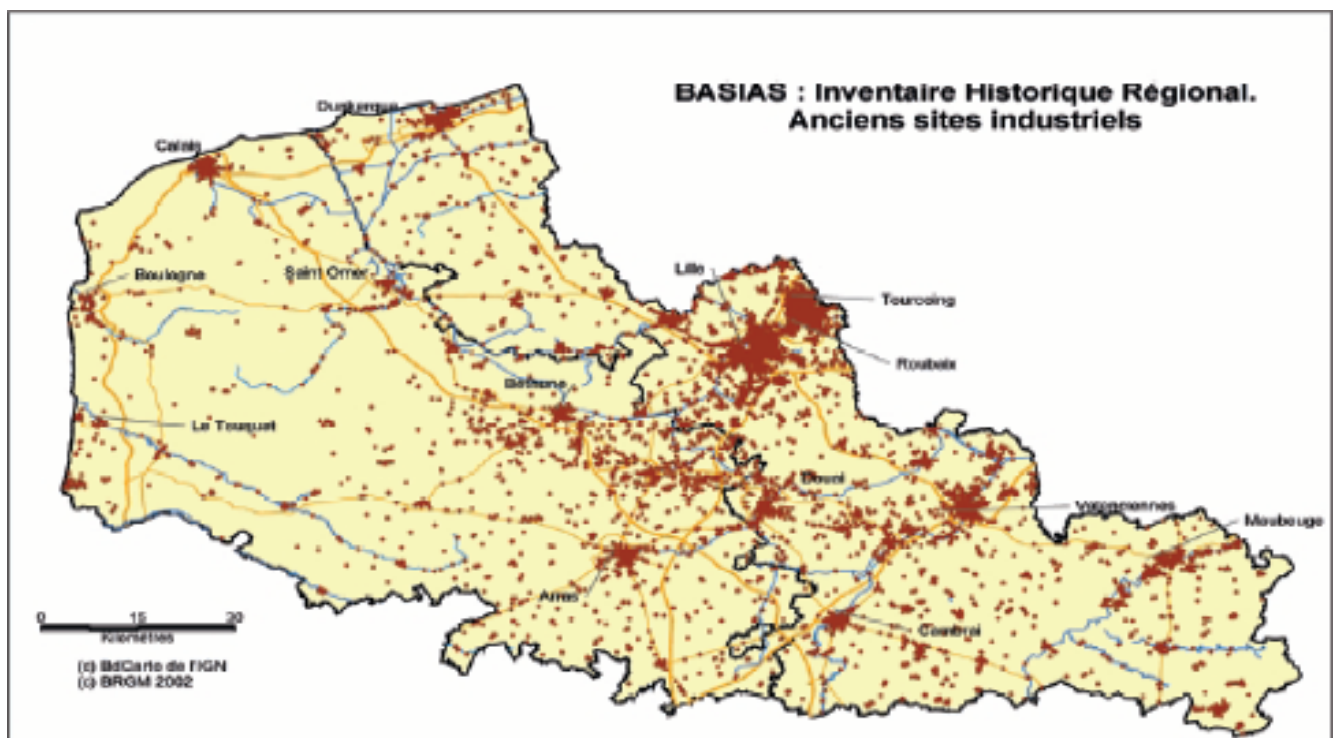 BASIAS : Inventaire Historique Régional.
Anciens sites industriels
Dunkerque
Calais
Saint Omer
Boulogne
Lille
Tourcoing
Roubaix
Béthune
Le Touquet
Douai
Valenciennes
Maubeuge
Arras
Cambrai
0 15 30
Kilomètres
(c) BdCarto de l'IGN
(c) BRGM 2002